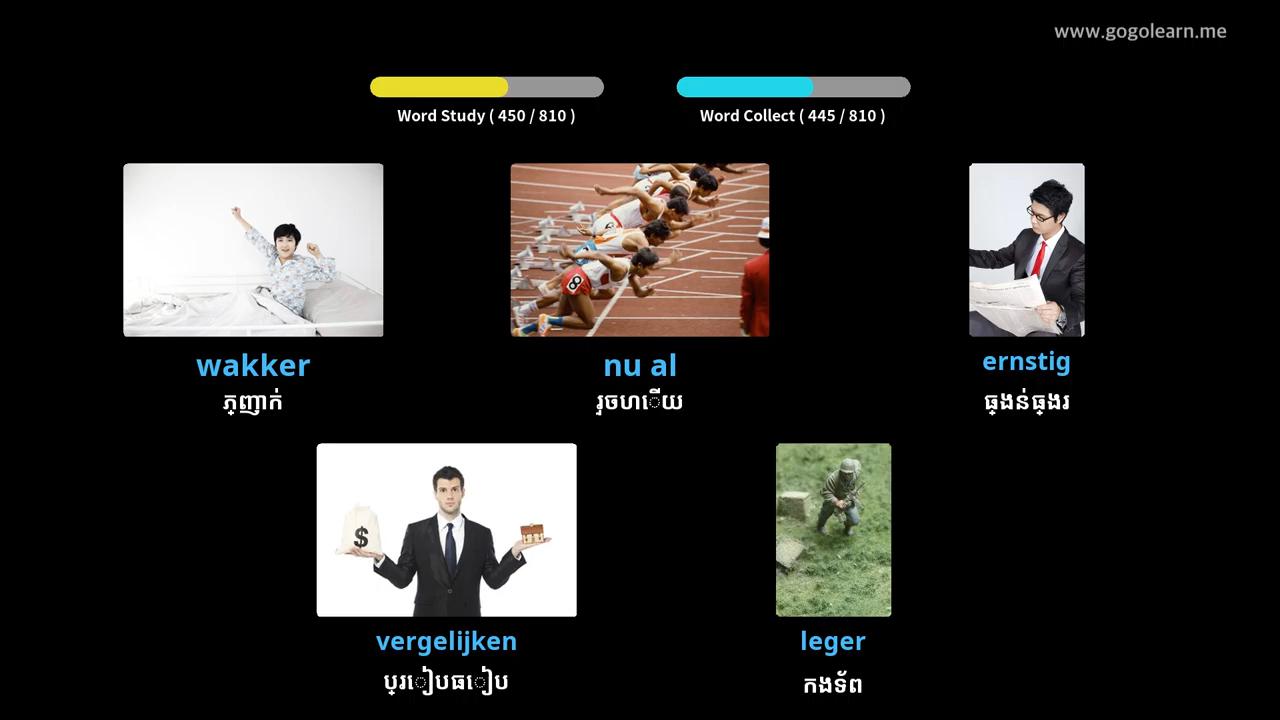 www.gogolearn.me
Word Study ( 450 / 810 )
Word Collect ( 445 / 810 )
wakker
ភ្ញាក់
nu al
រួចហើយ
ernstig
ធ្ងន់ធ្ងរ
vergelijken
ប្រៀបធៀប
leger
កងទ័ព
8
$